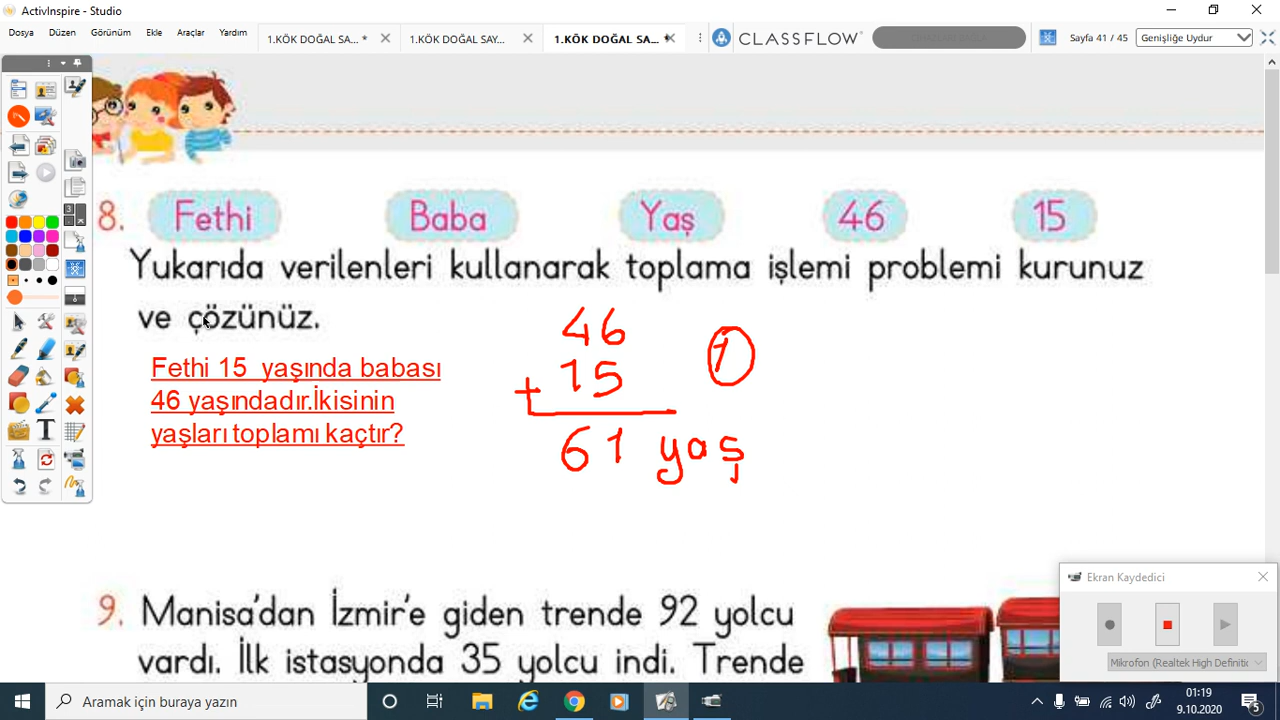 ActivInspire - Studio
Dosya Düzen Görünüm Ekle Araçlar Yardım
1.KÖK DOĞAL SA... * 1.KÖK DOĞAL SAY... 1.KÖK DOĞAL SA... *
CLASSFLOW
Sayfa 41 / 45
Genişliğe Uydur
8. Fethi Baba Yaş 46 15
Yukarıda verilenleri kullanarak toplama işlemi problemi kurunuz
ve çözünüz.
Fethi 15 yaşında babası
46 yaşındadır.İkisinin
yaşları toplamı kaçtır?
46
+ 15
1
61 yaş
9. Manisa'dan İzmir'e giden trende 92 yolcu
vardı. İlk istasyonda 35 yolcu indi. Trende
Ekran Kaydedici
Mikrofon (Realtek High Definitic
Aramak için buraya yazın
01:19
9.10.2020
5